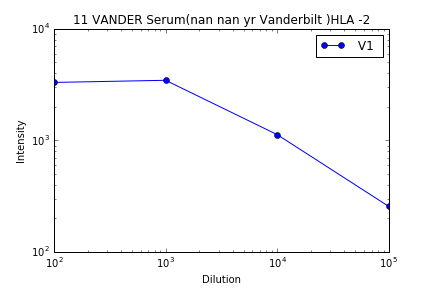 11 VANDER Serum(nan nan yr Vanderbilt )HLA -2
V1
10^4
10^3
10^2
Intensity
10^2 10^3 10^4 10^5
Dilution